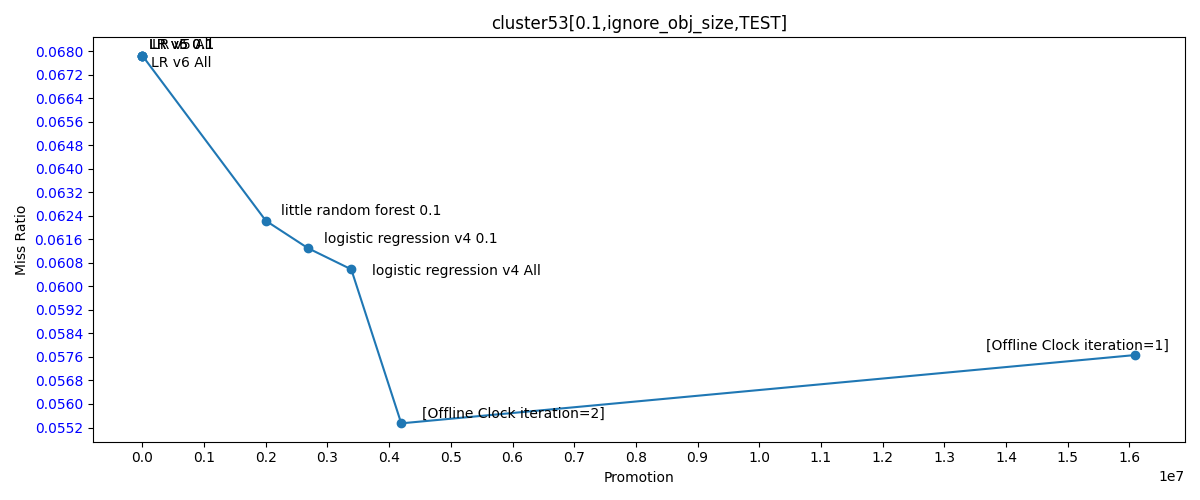 cluster53[0.1,ignore_obj_size,TEST]
Miss Ratio
0.0680
0.0672
0.0664
0.0656
0.0648
0.0640
0.0632
0.0624
0.0616
0.0608
0.0600
0.0592
0.0584
0.0576
0.0568
0.0560
0.0552
LR v6 All
little random forest 0.1
logistic regression v4 0.1
logistic regression v4 All
[Offline Clock iteration=1]
[Offline Clock iteration=2]
0.0 0.1 0.2 0.3 0.4 0.5 0.6 0.7 0.8 0.9 1.0 1.1 1.2 1.3 1.4 1.5 1.6
1e7
Promotion